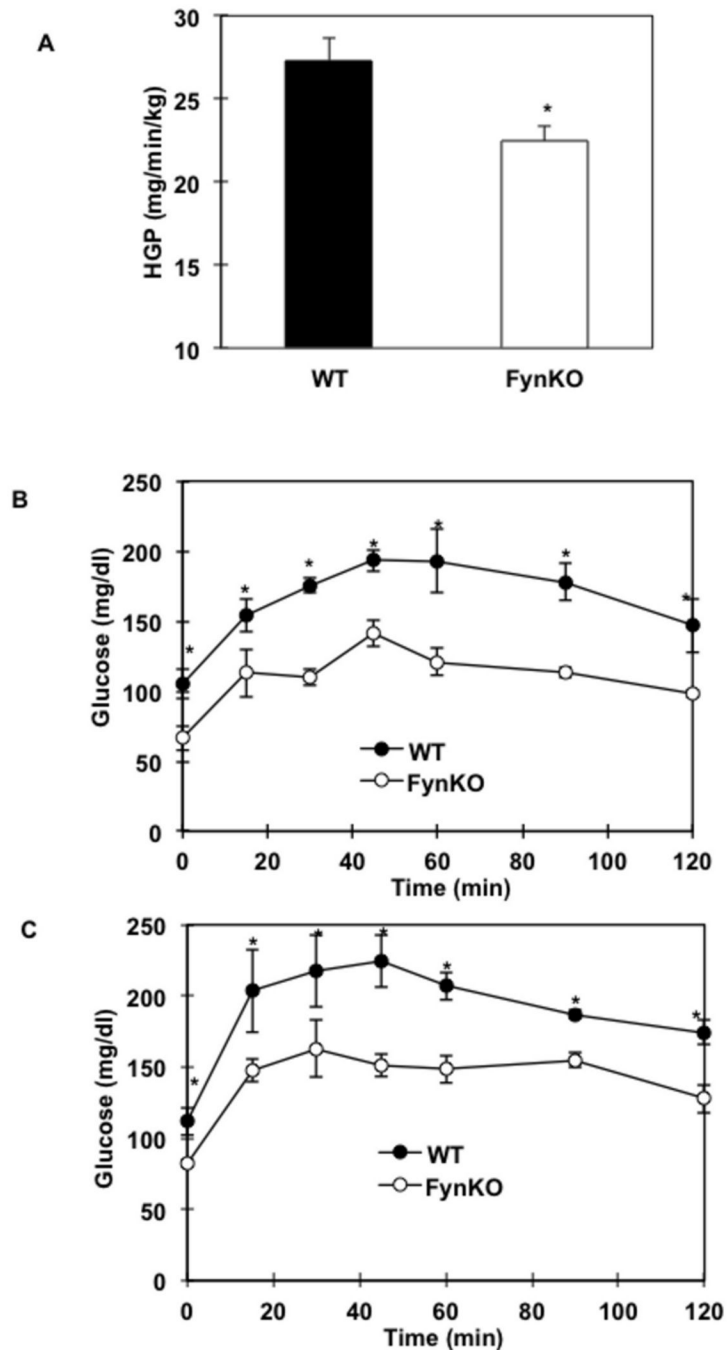 A
30
25
20
15
10
HGP (mg/min/kg)
*
WT
FynKO
B
250
200
150
100
50
0
Glucose (mg/dl)
* * * * * * *
WT
FynKO
0 20 40 60 80 100 120
Time (min)
C
250
200
150
100
50
0
Glucose (mg/dl)
* * * * * * *
WT
FynKO
0 20 40 60 80 100 120
Time (min)